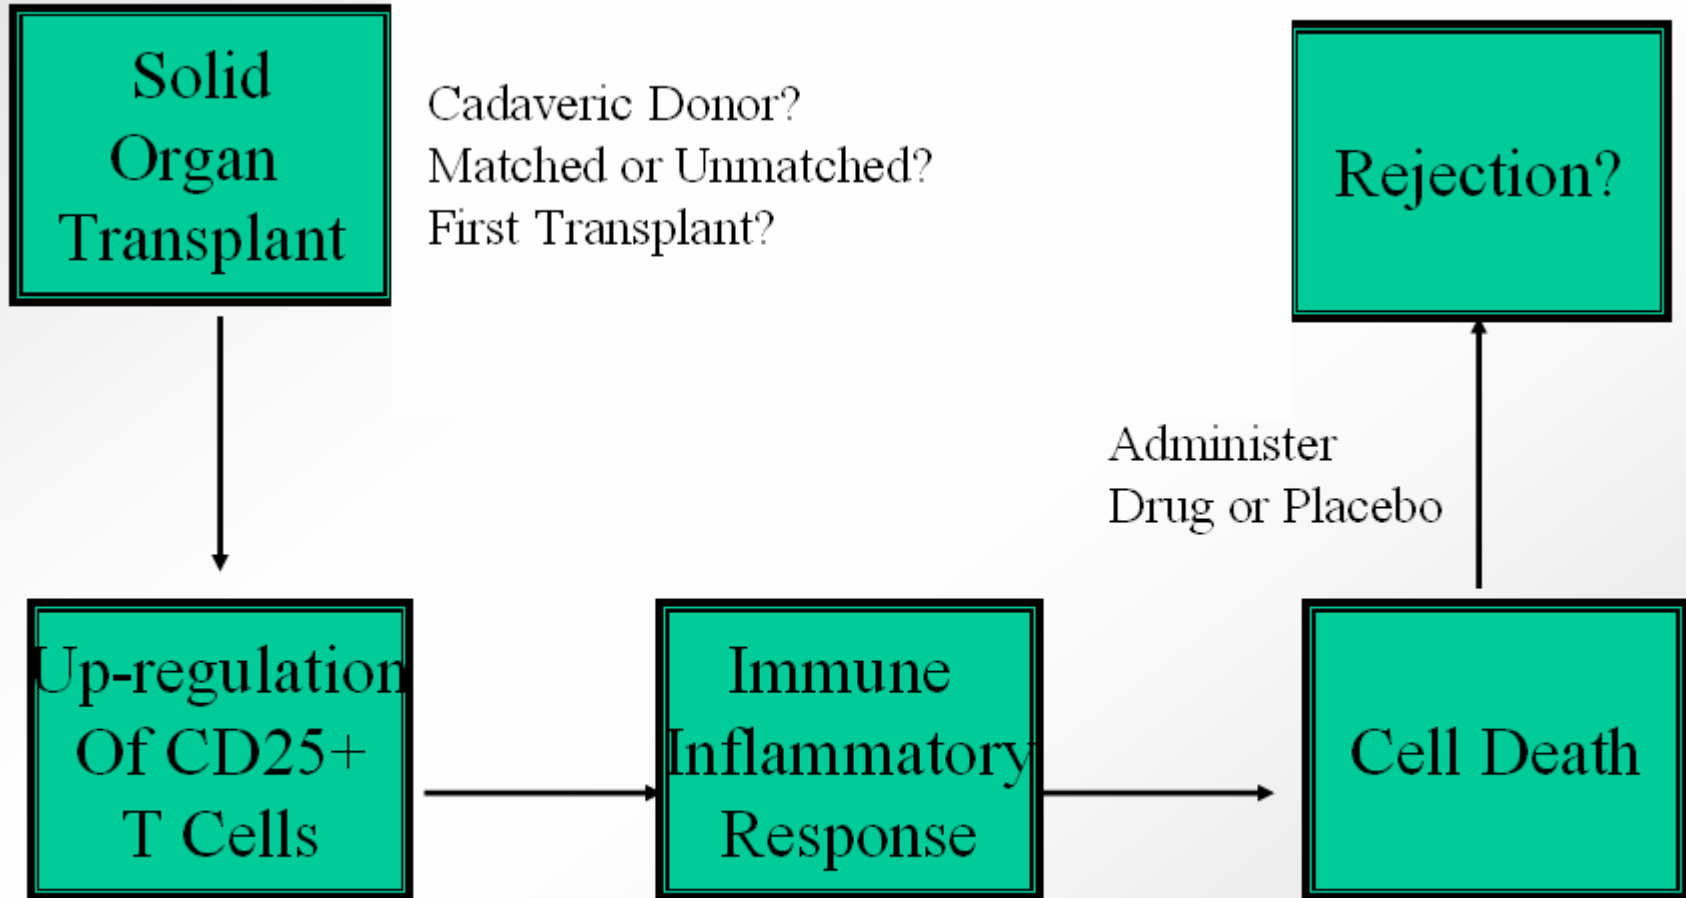 Solid
Organ
Transplant
Cadaveric Donor?
Matched or Unmatched?
First Transplant?
Rejection?
Administer
Drug or Placebo
Up-regulation
Of CD25+
T Cells
Immune
Inflammatory
Response
Cell Death